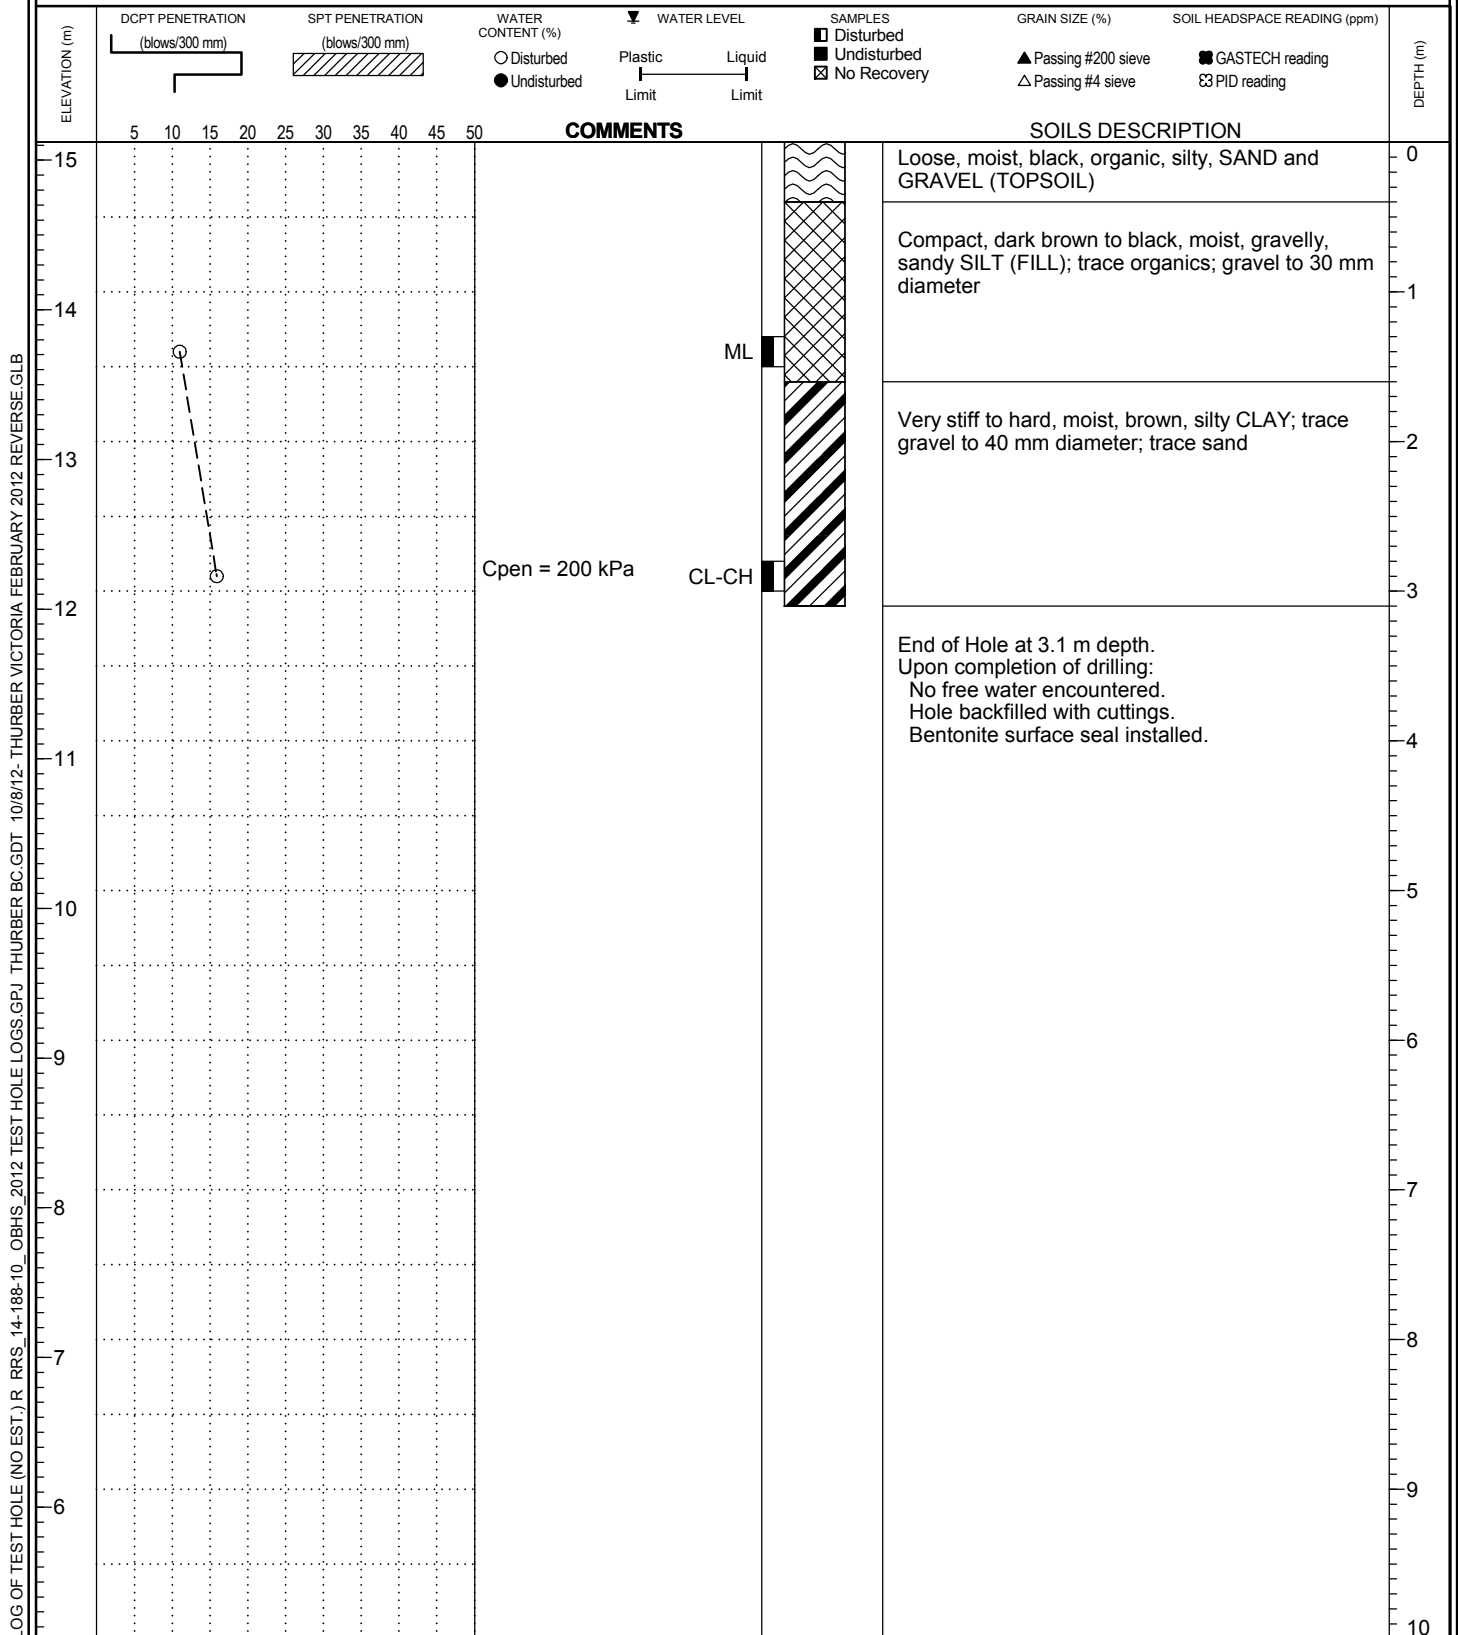 DCPT PENETRATION
(blows/300 mm)
SPT PENETRATION
(blows/300 mm)
WATER
CONTENT (%)
Disturbed
Undisturbed
WATER LEVEL
Plastic Liquid
Limit Limit
SAMPLES
Disturbed
Undisturbed
No Recovery
GRAIN SIZE (%)
Passing #200 sieve
Passing #4 sieve
SOIL HEADSPACE READING (ppm)
GASTECH reading
PID reading
ELEVATION (m)
DEPTH (m)
5 10 15 20 25 30 35 40 45 50
COMMENTS
SOILS DESCRIPTION
15
14
13
12
11
10
9
8
7
6
ML
Cpen = 200 kPa
CL-CH
Loose, moist, black, organic, silty, SAND and
GRAVEL (TOPSOIL)
Compact, dark brown to black, moist, gravelly,
sandy SILT (FILL); trace organics; gravel to 30 mm
diameter
Very stiff to hard, moist, brown, silty CLAY; trace
gravel to 40 mm diameter; trace sand
End of Hole at 3.1 m depth.
Upon completion of drilling:
No free water encountered.
Hole backfilled with cuttings.
Bentonite surface seal installed.
0
1
2
3
4
5
6
7
8
9
10
OG OF TEST HOLE (NO EST.) R RRS_14-188-10_ OBHS_2012 TEST HOLE LOGS.GPJ THURBER BC.GDT 10/8/12- THURBER VICTORIA FEBRUARY 2012 REVERSE.GLB